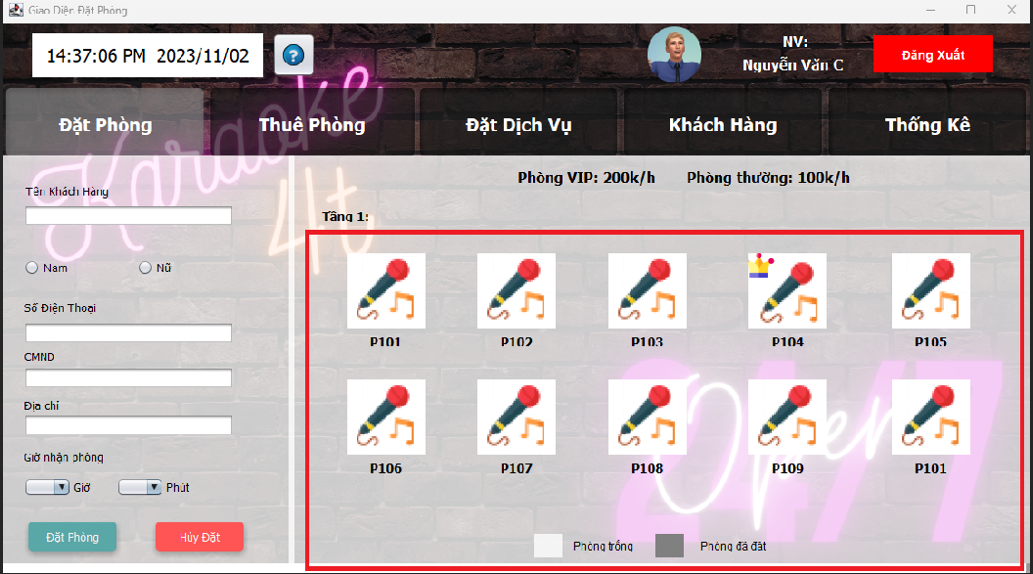 Giao Diện Đặt Phòng
14:37:06 PM 2023/11/02
?
NV:
Nguyễn Văn C
Đăng Xuất
Đặt Phòng
Thuê Phòng
Đặt Dịch Vụ
Khách Hàng
Thống Kê
Karaoke
4t
Phòng VIP: 200k/h
Phòng thường: 100k/h
Tầng 1:
Tên Khách Hàng
Nam
Nữ
Số Điện Thoại
CMND
Địa chỉ
Giờ nhận phòng
Giờ
Phút
Đặt Phòng
Hủy Đặt
P101
P102
P103
P104
P105
P106
P107
P108
P109
P101
Open
24/7
Phòng trống
Phòng đã đặt